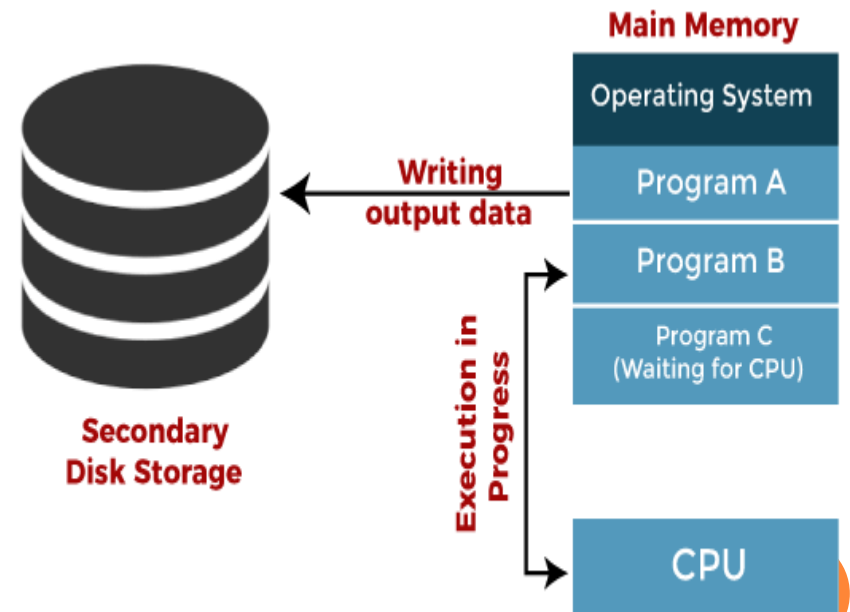 Main Memory
Operating System
Program A
Writing
output data
Program B
Program C
(Waiting for CPU)
Execution in
Progress
Secondary
Disk Storage
CPU